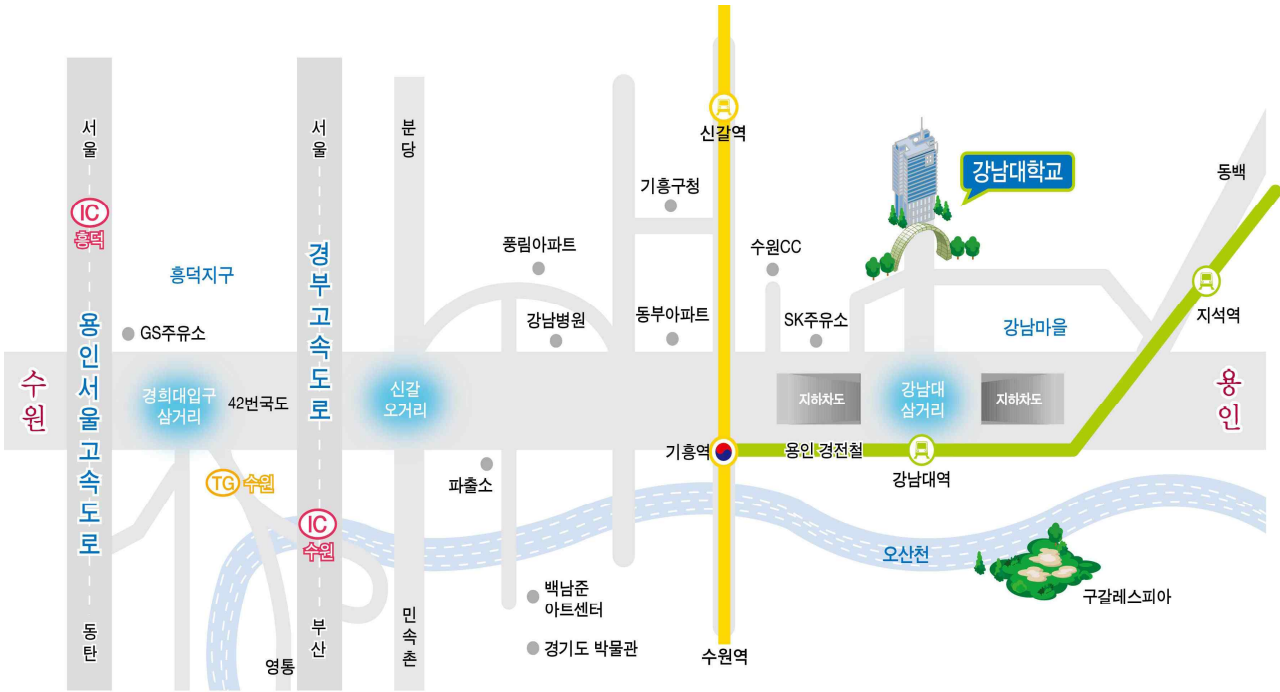 서울
서울
분당
신갈역
동백
강남대학교
기흥구청
IC
흥덕
흥덕지구
경부고속도로
풍림아파트
수원CC
GS주유소
용인서울고속도로
강남병원
동부아파트
SK주유소
강남마을
지석역
수원
경희대입구
삼거리
42번국도
신갈
오거리
지하차도
강남대
삼거리
지하차도
용인
기흥역
용인 경전철
강남대역
TG 수원
파출소
IC
수원
오산천
백남준
아트센터
구갈레스피아
동탄
부산
민속촌
경기도 박물관
영통
수원역